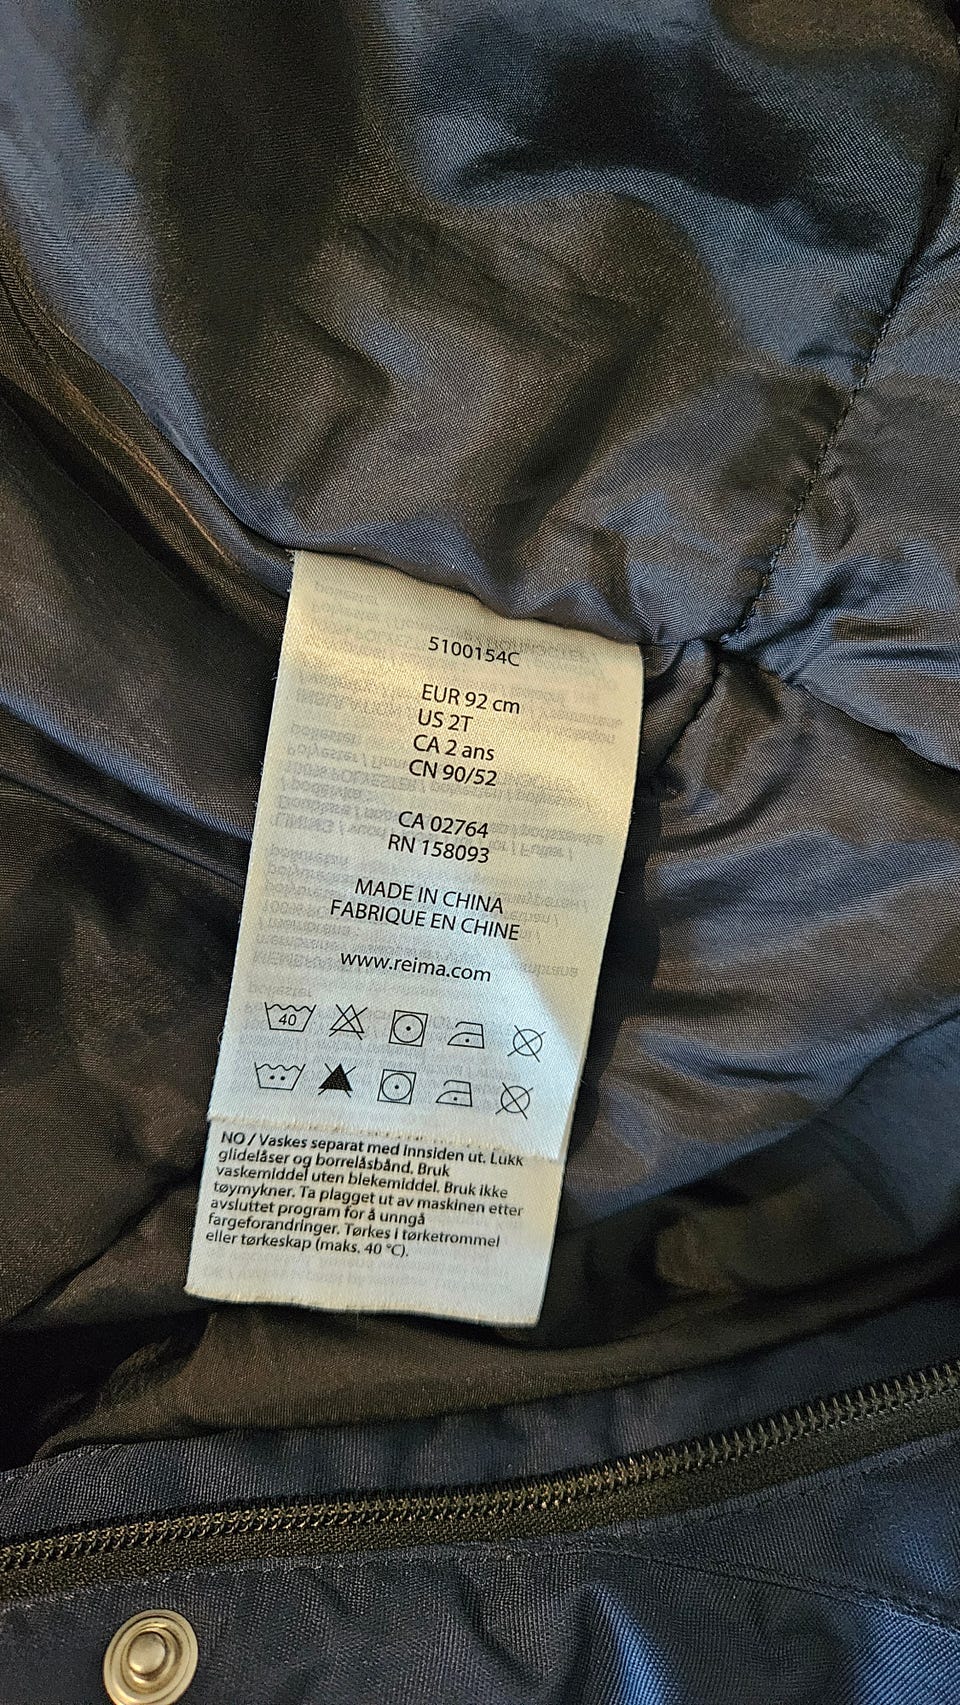 5100154C
EUR 92 cm
US 2T
CA 2 ans
CN 90/52
CA 02764
RN 158093
MADE IN CHINA
FABRIQUE EN CHINE
www.reima.com
40
NO / Vaskes separat med innsiden ut. Lukk
glidelåser og borrelåsbånd. Bruk
vaskemiddel uten blekemiddel. Bruk ikke
tøymykner. Ta plagget ut av maskinen etter
avsluttet program for å unngå
fargeforandringer. Tørkes i tørketrommel
eller tørkeskap (maks. 40 °C).